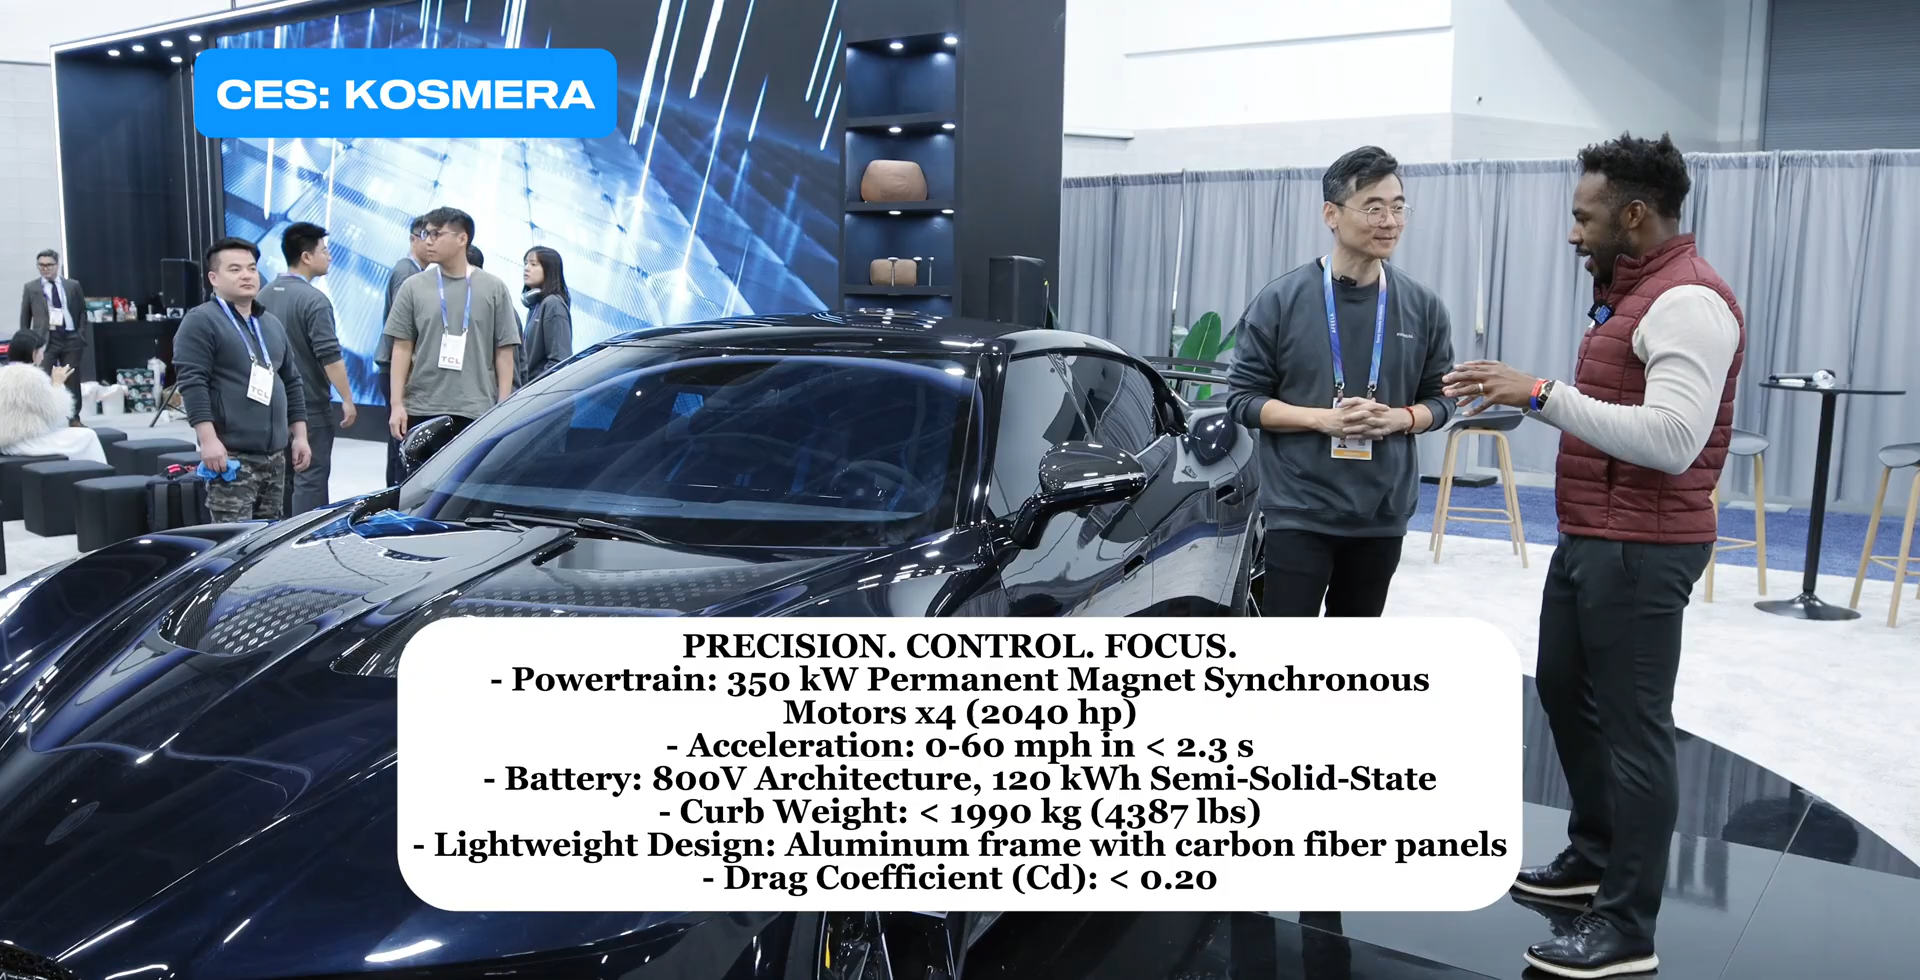 CES: KOSMERA
TCL
TCL
AFEELA
PRECISION. CONTROL. FOCUS.
- Powertrain: 350 kW Permanent Magnet Synchronous
Motors x4 (2040 hp)
- Acceleration: 0-60 mph in < 2.3 s
- Battery: 800V Architecture, 120 kWh Semi-Solid-State
- Curb Weight: < 1990 kg (4387 lbs)
- Lightweight Design: Aluminum frame with carbon fiber panels
- Drag Coefficient (Cd): < 0.20